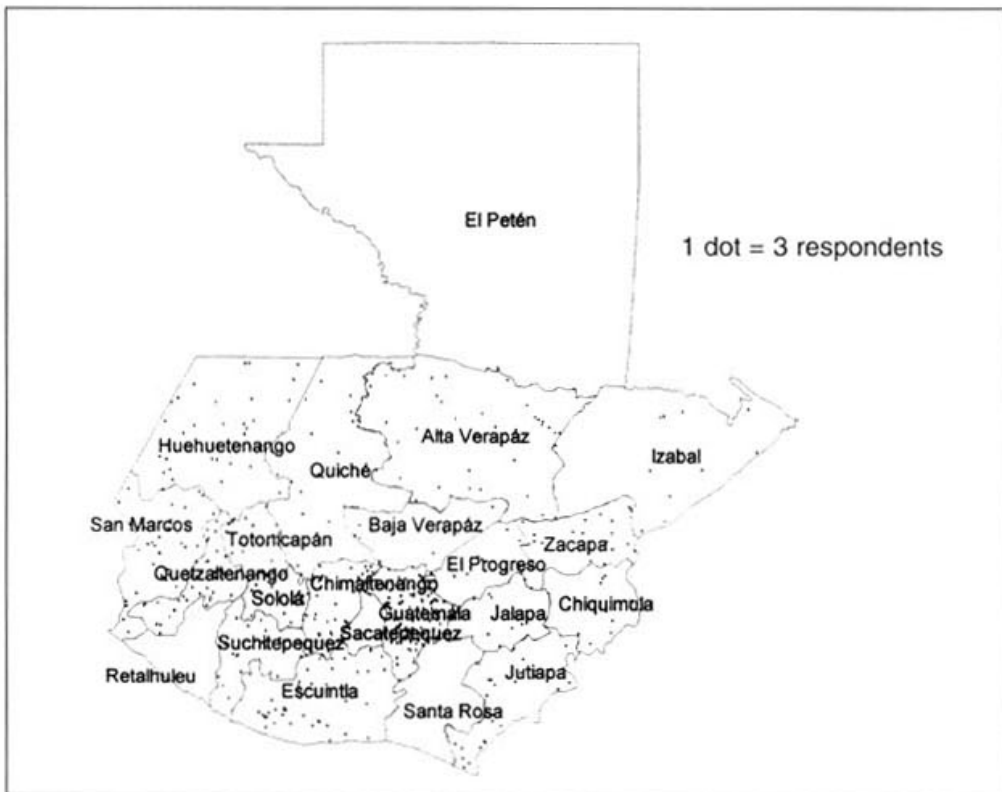 El Petén
1 dot = 3 respondents
Huehuetenango
Quiché
Alta Verapáz
Izabal
San Marcos
Totonicapán
Baja Verapáz
Zacapa
El Progreso
Quetzaltenango
Chimaltenango
Sololá
Guatemala
Jalapa
Chiquimula
Suchitepequez
Sacatepequez
Retalhuleu
Escuintla
Jutiapa
Santa Rosa